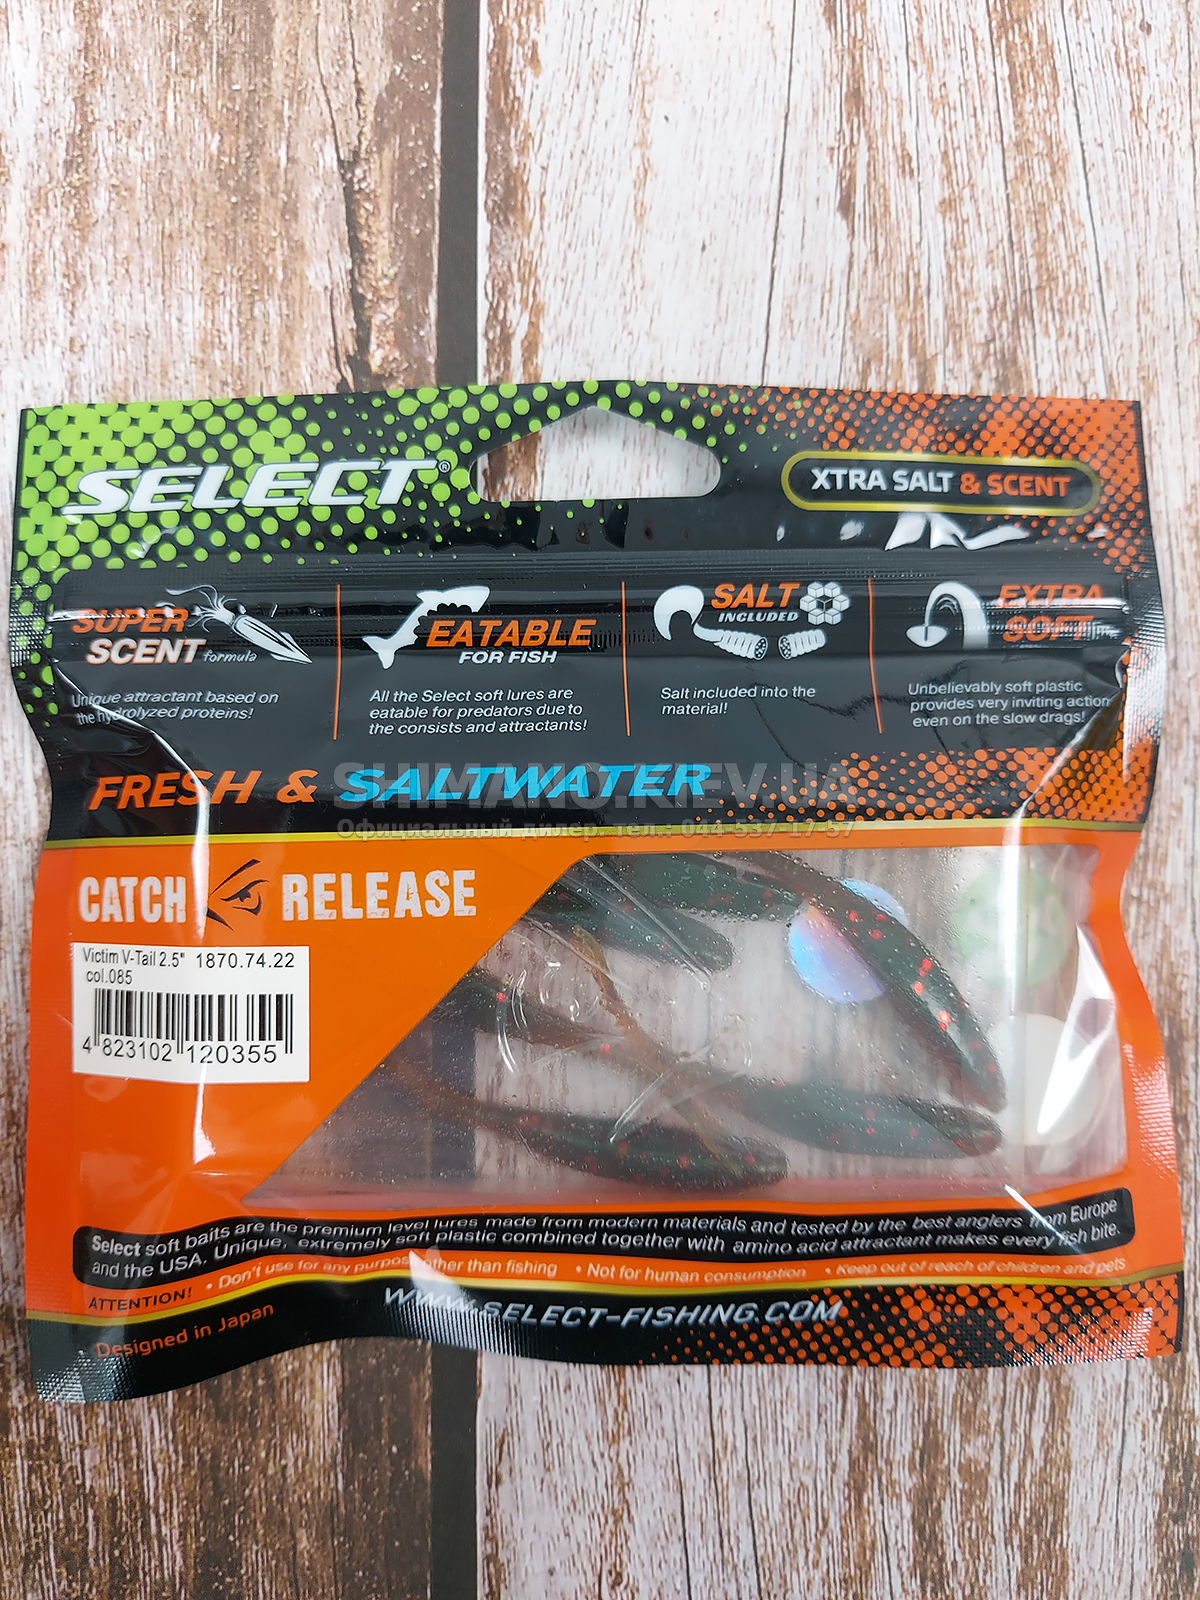 SELECT®
XTRA SALT & SCENT
SUPER
SCENT formula
Unique attractant based on
the hydrolyzed proteins!
EATABLE
FOR FISH
All the Select soft lures are
eatable for predators due to
the consists and attractants!
SALT
INCLUDED
Salt included into the
material!
EXTRA
SOFT
Unbelievably soft plastic
provides very inviting action
even on the slow drags!
FRESH & SALTWATER
SHIMANO.KIEV.UA
Официальный дилер. тел.: 044-537-17-57
CATCH RELEASE
Victim V-Tail 2.5" 1870.74.22
col.085
4 823102 120355
Select soft baits are the premium level lures made from modern materials and tested by the best anglers from Europe
and the USA. Unique, extremely soft plastic combined together with amino acid attractant makes every fish bite.
ATTENTION! • Don't use for any purpose other than fishing • Not for human consumption • Keep out of reach of children and pets
Designed in Japan
WWW.SELECT-FISHING.COM